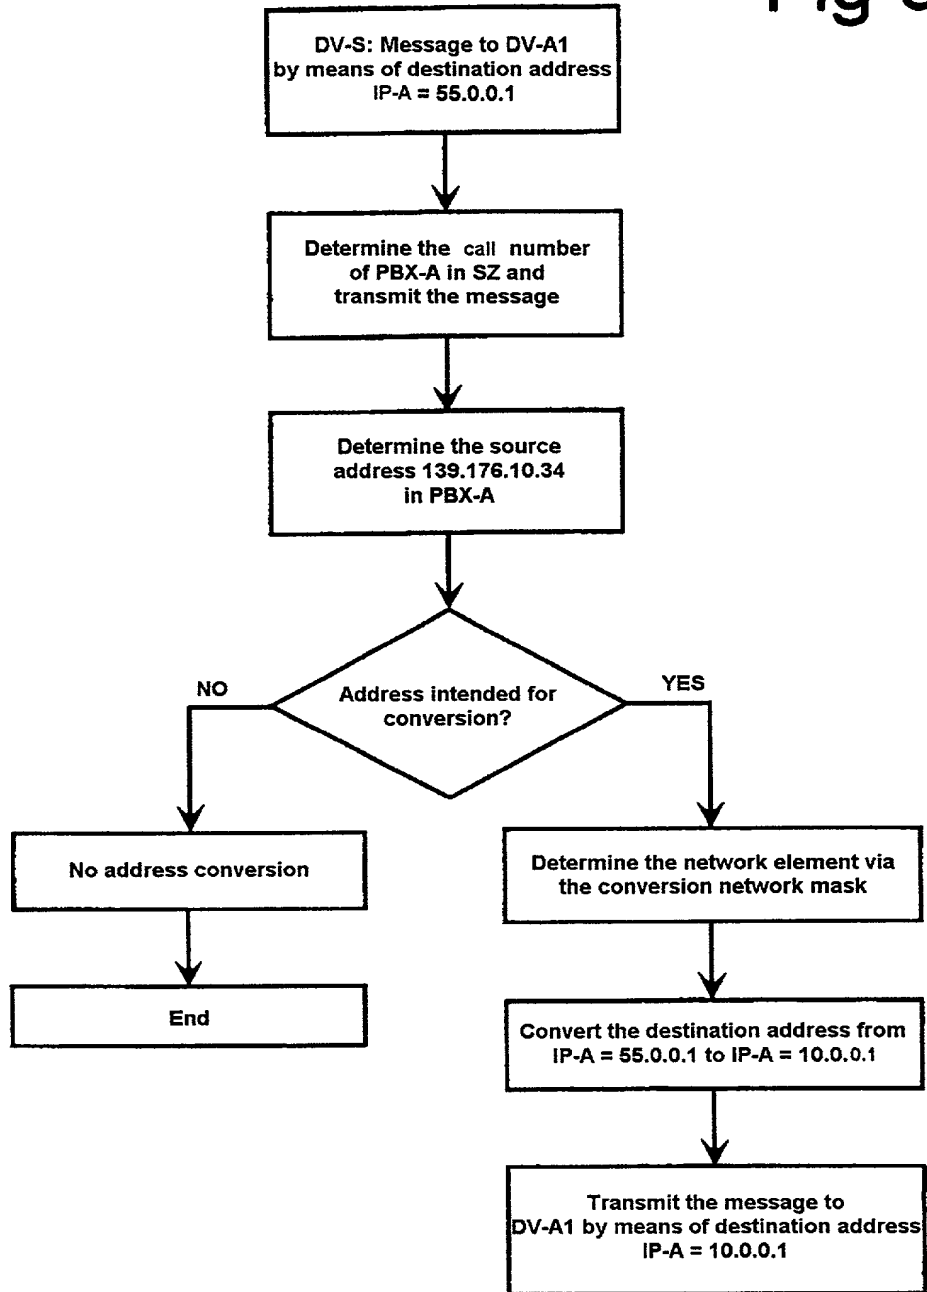 Fig
DV-S: Message to DV-A1
by means of destination address
IP-A = 55.0.0.1
Determine the call number
of PBX-A in SZ and
transmit the message
Determine the source
address 139.176.10.34
in PBX-A
Address intended for
conversion?
NO
YES
No address conversion
End
Determine the network element via
the conversion network mask
Convert the destination address from
IP-A = 55.0.0.1 to IP-A = 10.0.0.1
Transmit the message to
DV-A1 by means of destination address
IP-A = 10.0.0.1